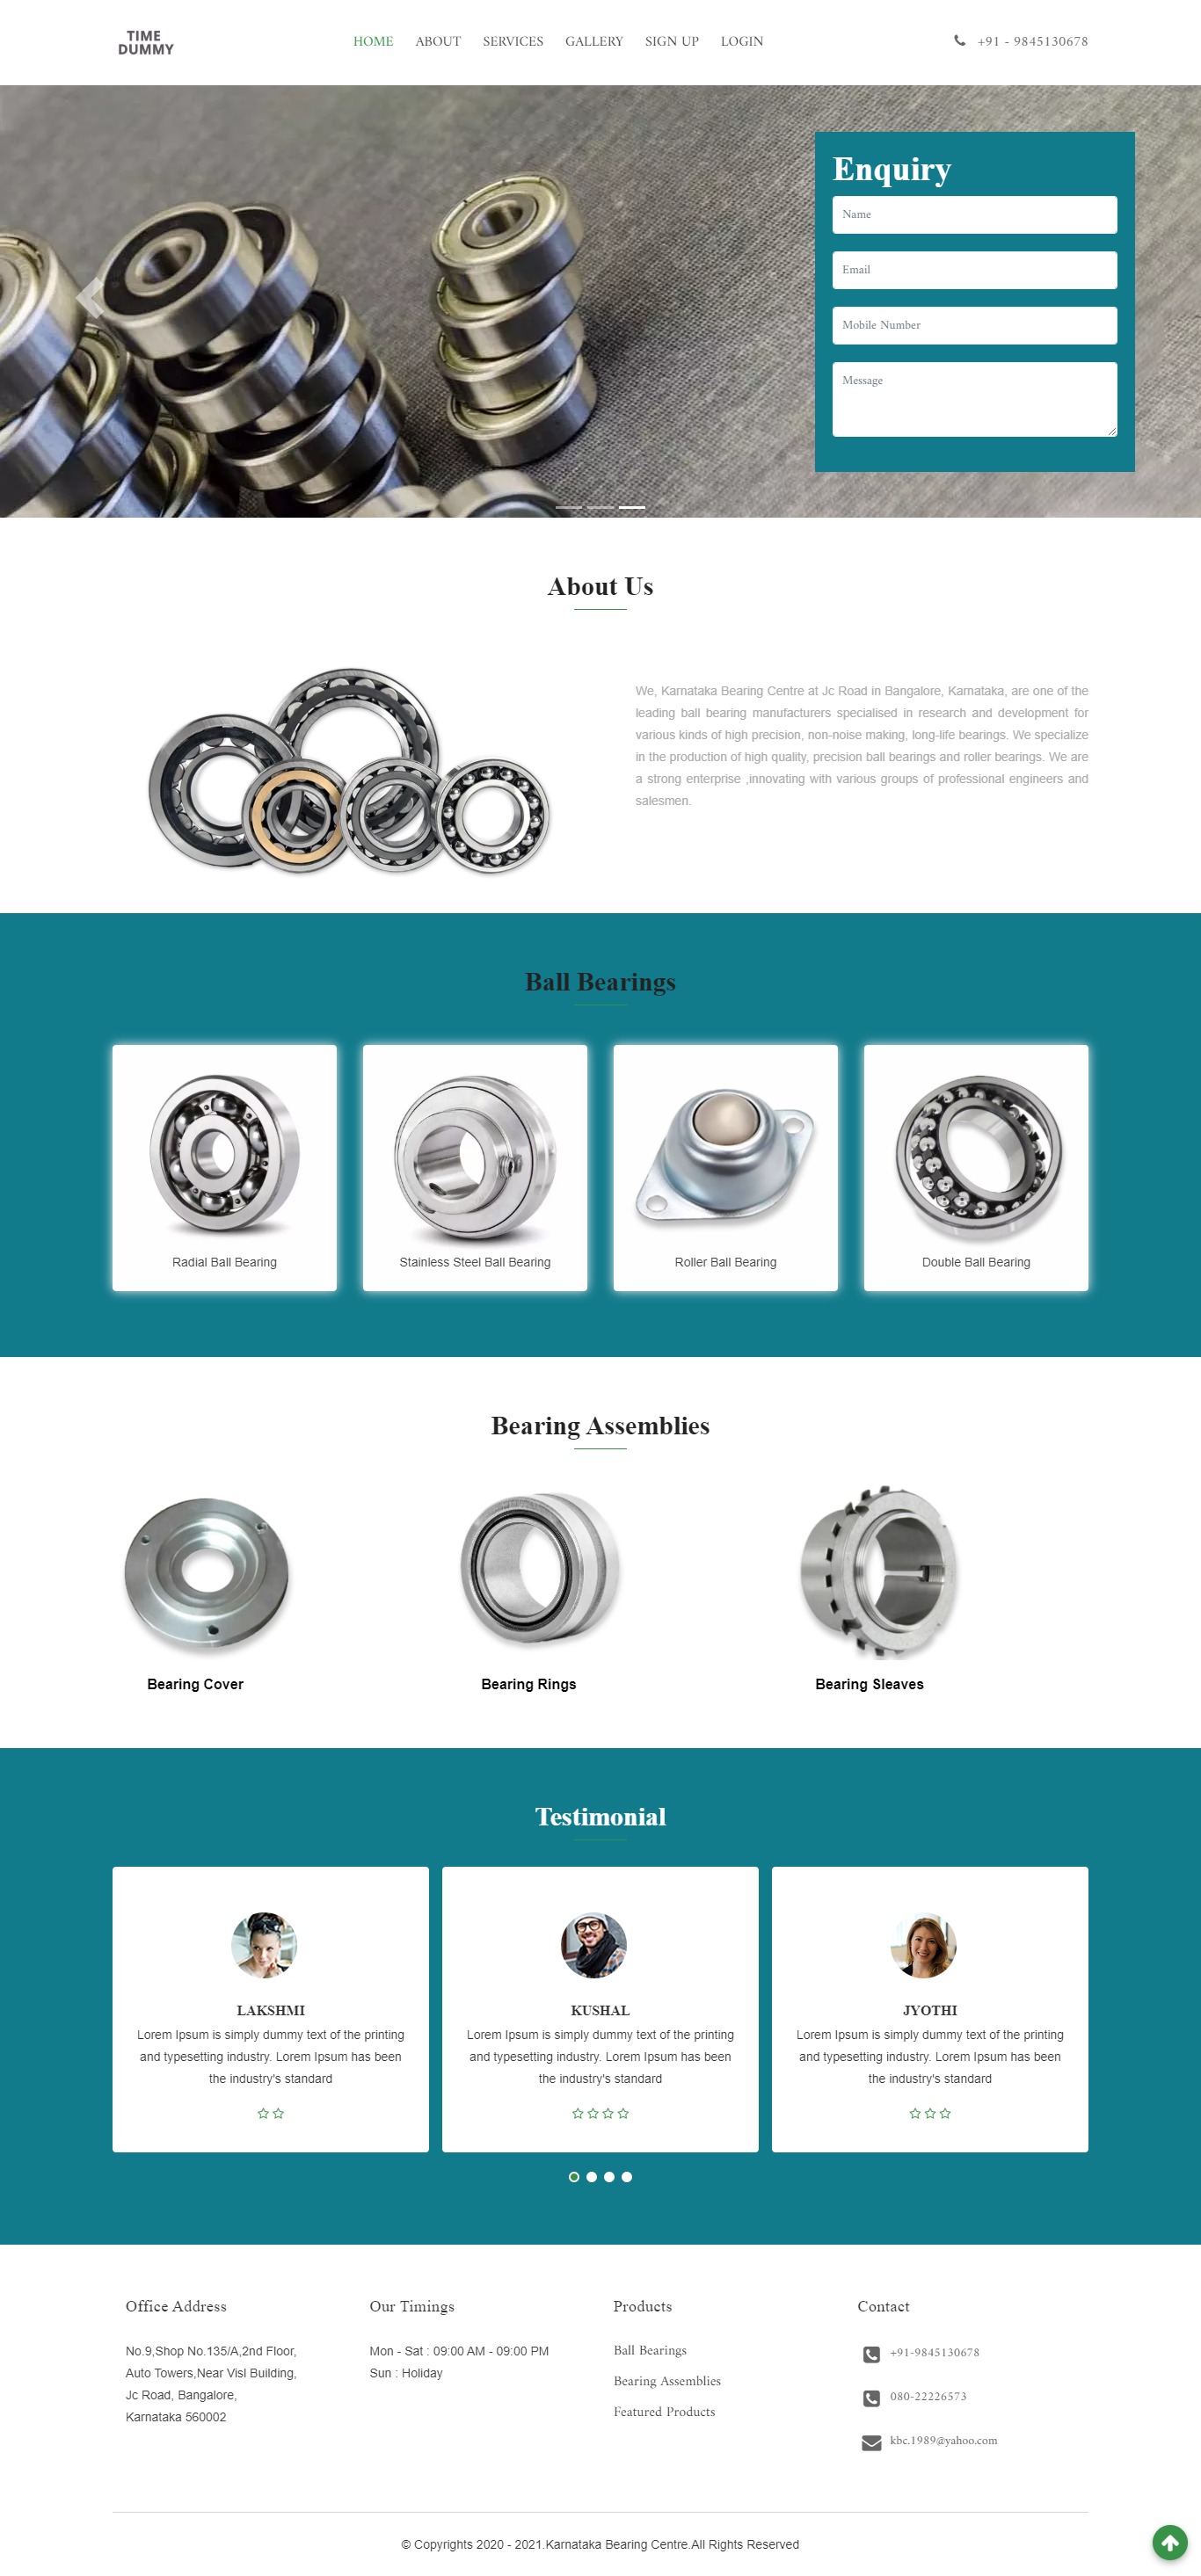 TIME
DUMMY
HOME ABOUT SERVICES GALLERY SIGN UP LOGIN
+91 - 9845130678
Enquiry
Name
Email
Mobile Number
Message
About Us
We, Karnataka Bearing Centre at Jc Road in Bangalore, Karnataka, are one of the
leading ball bearing manufacturers specialised in research and development for
various kinds of high precision, non-noise making, long-life bearings. We specialize
in the production of high quality, precision ball bearings and roller bearings. We are
a strong enterprise ,innovating with various groups of professional engineers and
salesmen.
Ball Bearings
Radial Ball Bearing
Stainless Steel Ball Bearing
Roller Ball Bearing
Double Ball Bearing
Bearing Assemblies
Bearing Cover
Bearing Rings
Bearing Sleaves
Testimonial
LAKSHMI
Lorem Ipsum is simply dummy text of the printing
and typesetting industry. Lorem Ipsum has been
the industry's standard
KUSHAL
Lorem Ipsum is simply dummy text of the printing
and typesetting industry. Lorem Ipsum has been
the industry's standard
JYOTHI
Lorem Ipsum is simply dummy text of the printing
and typesetting industry. Lorem Ipsum has been
the industry's standard
Office Address
No.9,Shop No.135/A,2nd Floor,
Auto Towers,Near Visl Building,
Jc Road, Bangalore,
Karnataka 560002
Our Timings
Mon - Sat : 09:00 AM - 09:00 PM
Sun : Holiday
Products
Ball Bearings
Bearing Assemblies
Featured Products
Contact
+91-9845130678
080-22226573
kbc.1989@yahoo.com
© Copyrights 2020 - 2021.Karnataka Bearing Centre.All Rights Reserved